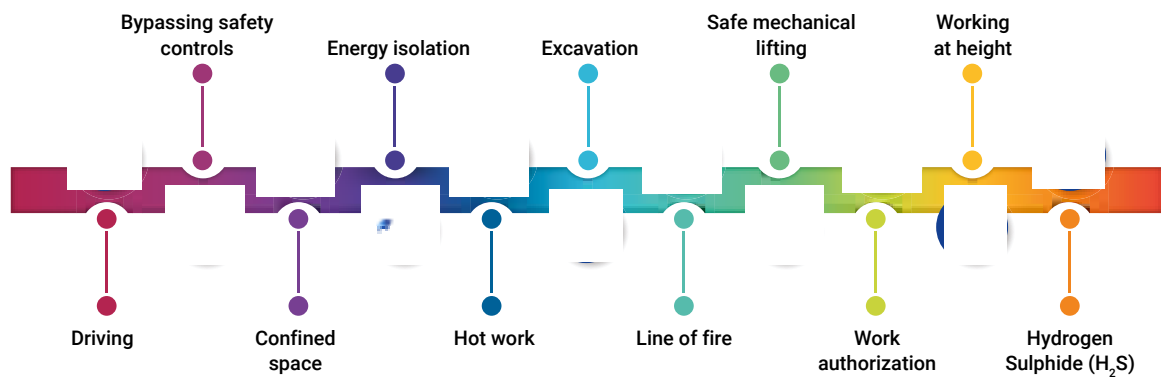 Bypassing safety
controls
Energy isolation
Excavation
Safe mechanical
lifting
Working
at height
Driving
Confined
space
Hot work
Line of fire
Work
authorization
Hydrogen
Sulphide (H₂S)